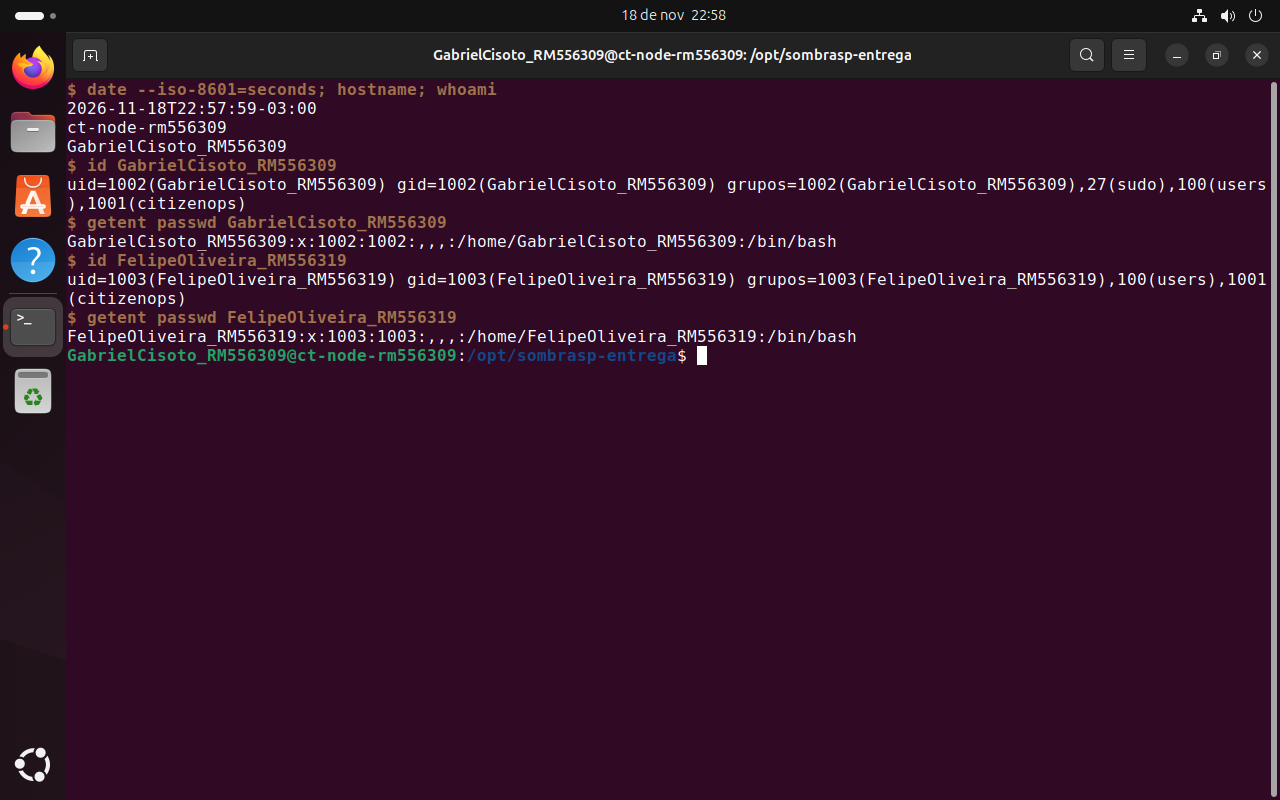 18 de nov 22:58
GabrielCisoto_RM556309@ct-node-rm556309: /opt/sombrasp-entrega
$ date --iso-8601=seconds; hostname; whoami
2026-11-18T22:57:59-03:00
ct-node-rm556309
GabrielCisoto_RM556309
$ id GabrielCisoto_RM556309
uid=1002(GabrielCisoto_RM556309) gid=1002(GabrielCisoto_RM556309) grupos=1002(GabrielCisoto_RM556309),27(sudo),100(users
),1001(citizenops)
$ getent passwd GabrielCisoto_RM556309
GabrielCisoto_RM556309:x:1002:1002:,,,:/home/GabrielCisoto_RM556309:/bin/bash
$ id FelipeOliveira_RM556319
uid=1003(FelipeOliveira_RM556319) gid=1003(FelipeOliveira_RM556319) grupos=1003(FelipeOliveira_RM556319),100(users),1001
(citizenops)
$ getent passwd FelipeOliveira_RM556319
FelipeOliveira_RM556319:x:1003:1003:,,,:/home/FelipeOliveira_RM556319:/bin/bash
GabrielCisoto_RM556309@ct-node-rm556309:/opt/sombrasp-entrega$